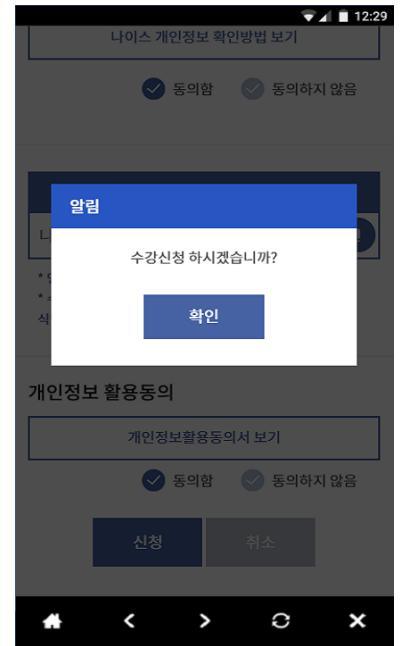 12:29
나이스 개인정보 확인방법 보기
동의함 동의하지 않음
알림
수강신청 하시겠습니까?
확인
개인정보 활용동의
개인정보활용동의서 보기
동의함 동의하지 않음
신청 취소